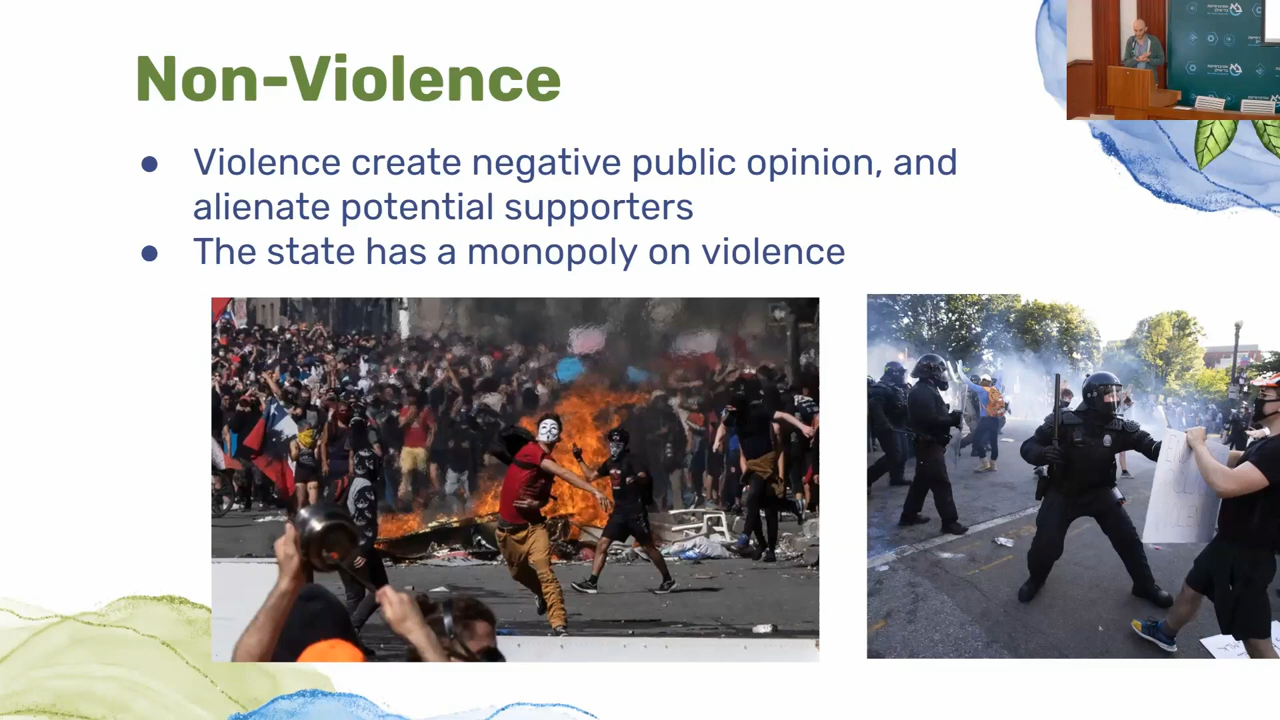 Non-Violence
● Violence create negative public opinion, and
alienate potential supporters
● The state has a monopoly on violence